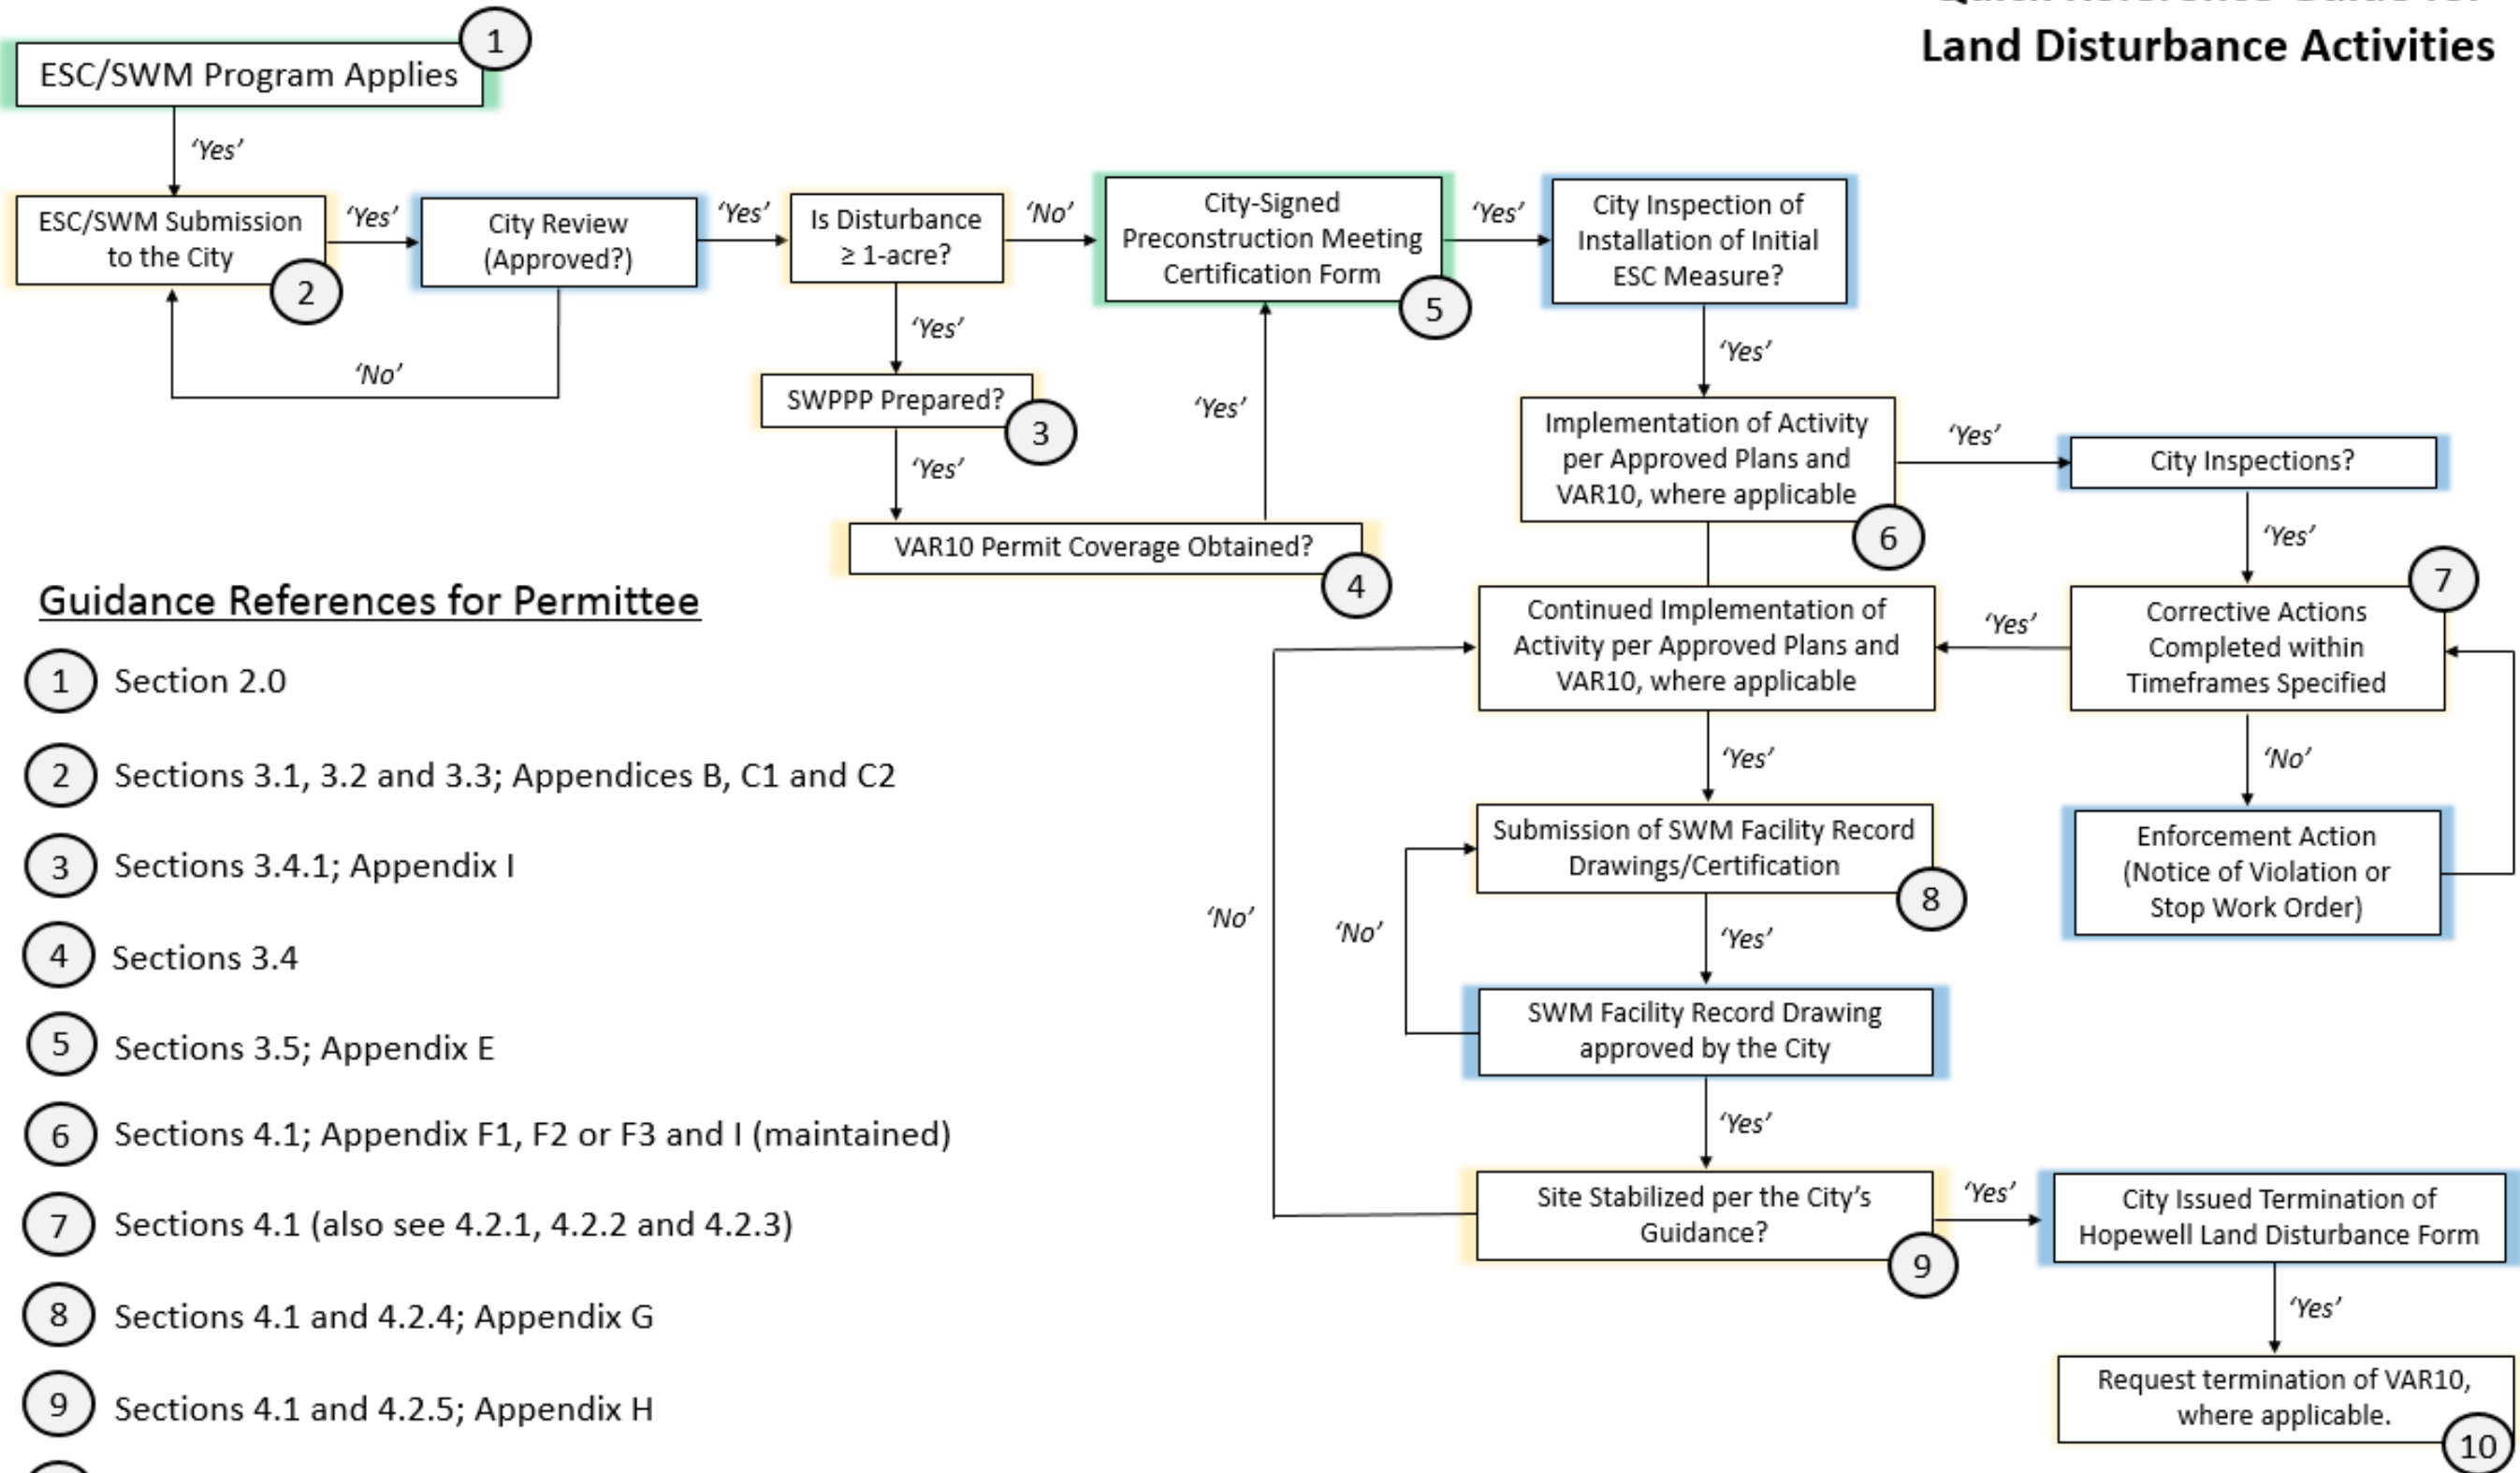 Land Disturbance Activities
1
ESC/SWM Program Applies
‘Yes’
ESC/SWM Submission
to the City
2
‘Yes’
City Review
(Approved?)
‘No’
‘Yes’
Is Disturbance
≥ 1-acre?
‘No’
‘Yes’
SWPPP Prepared?
3
‘Yes’
VAR10 Permit Coverage Obtained?
4
‘Yes’
City-Signed
Preconstruction Meeting
Certification Form
5
‘Yes’
City Inspection of
Installation of Initial
ESC Measure?
‘Yes’
Implementation of Activity
per Approved Plans and
VAR10, where applicable
6
‘Yes’
City Inspections?
‘Yes’
7
Corrective Actions
Completed within
Timeframes Specified
‘Yes’
‘No’
Enforcement Action
(Notice of Violation or
Stop Work Order)
Continued Implementation of
Activity per Approved Plans and
VAR10, where applicable
‘Yes’
Submission of SWM Facility Record
Drawings/Certification
8
‘Yes’
‘No’
‘No’
SWM Facility Record Drawing
approved by the City
‘Yes’
Site Stabilized per the City’s
Guidance?
9
‘Yes’
City Issued Termination of
Hopewell Land Disturbance Form
‘Yes’
Request termination of VAR10,
where applicable.
10
Guidance References for Permittee
1 Section 2.0
2 Sections 3.1, 3.2 and 3.3; Appendices B, C1 and C2
3 Sections 3.4.1; Appendix I
4 Sections 3.4
5 Sections 3.5; Appendix E
6 Sections 4.1; Appendix F1, F2 or F3 and I (maintained)
7 Sections 4.1 (also see 4.2.1, 4.2.2 and 4.2.3)
8 Sections 4.1 and 4.2.4; Appendix G
9 Sections 4.1 and 4.2.5; Appendix H